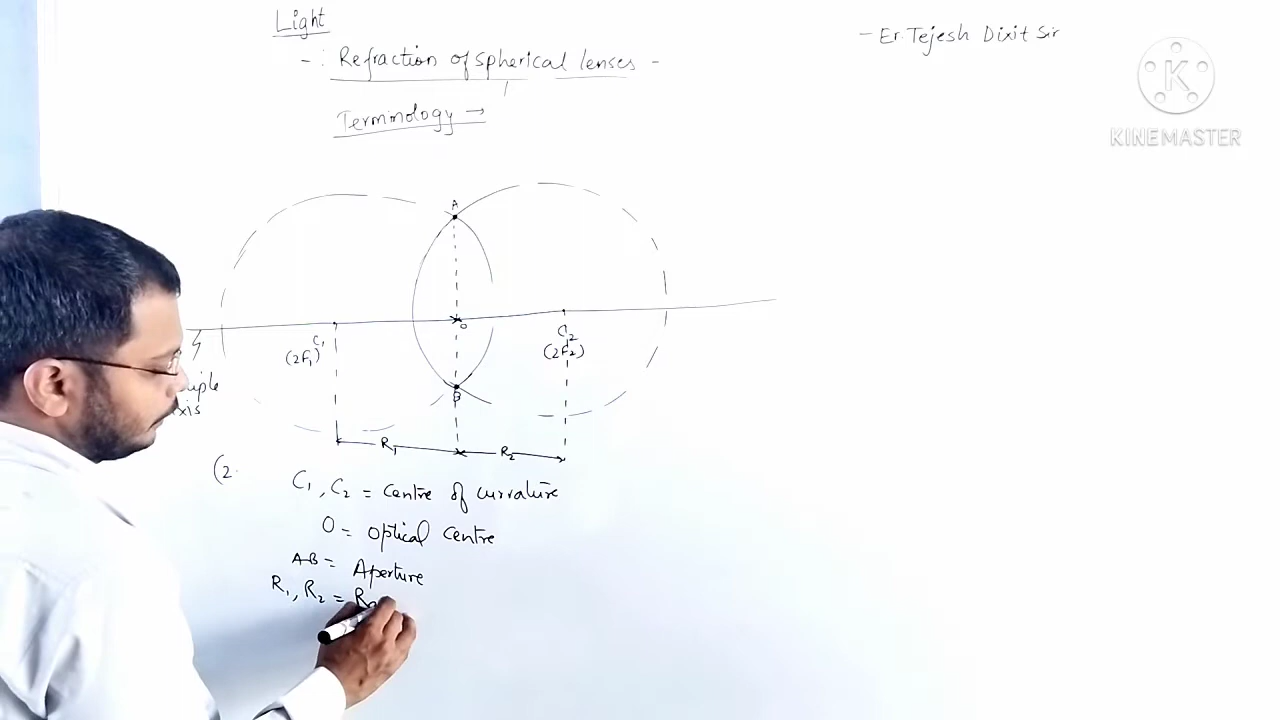 Light
- Er. Tejesh Dixit Sir
- : Refraction of spherical lenses -
KINEMASTER
Terminology →
A
O
C₁
(2F₁)
C₂
(2F₂)
B
R₁
R₂
(2.
C₁, C₂ = Centre of curvature
O = optical centre
AB = Aperture
R₁, R₂ =